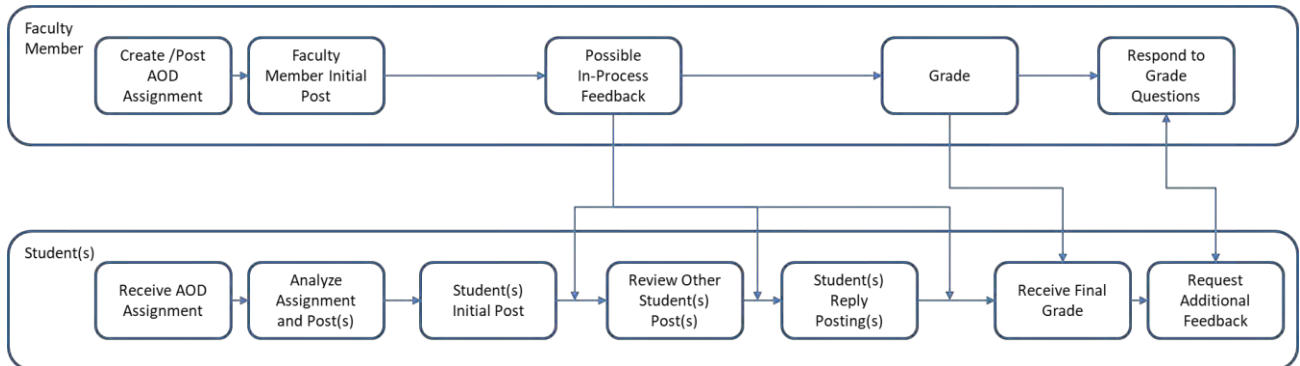 Faculty
Member
Create /Post
AOD
Assignment
Faculty
Member Initial
Post
Possible
In-Process
Feedback
Grade
Respond to
Grade
Questions
Student(s)
Receive AOD
Assignment
Analyze
Assignment
and Post(s)
Student(s)
Initial Post
Review Other
Student(s)
Post(s)
Student(s)
Reply
Posting(s)
Receive Final
Grade
Request
Additional
Feedback